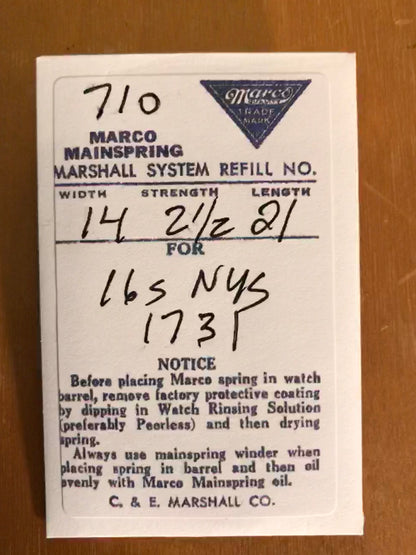 710
Marco
TRADE
MARK
MARCO
MAINSPRING
MARSHALL SYSTEM REFILL NO.
WIDTH STRENGTH LENGTH
14 2 1/2 21
FOR
16s NYS
1731
NOTICE
Before placing Marco spring in watch
barrel, remove factory protective coating
by dipping in Watch Rinsing Solution
(preferably Peerless) and then drying
spring.
Always use mainspring winder when
placing spring in barrel and then oil
evenly with Marco Mainspring oil.
C. & E. MARSHALL CO.